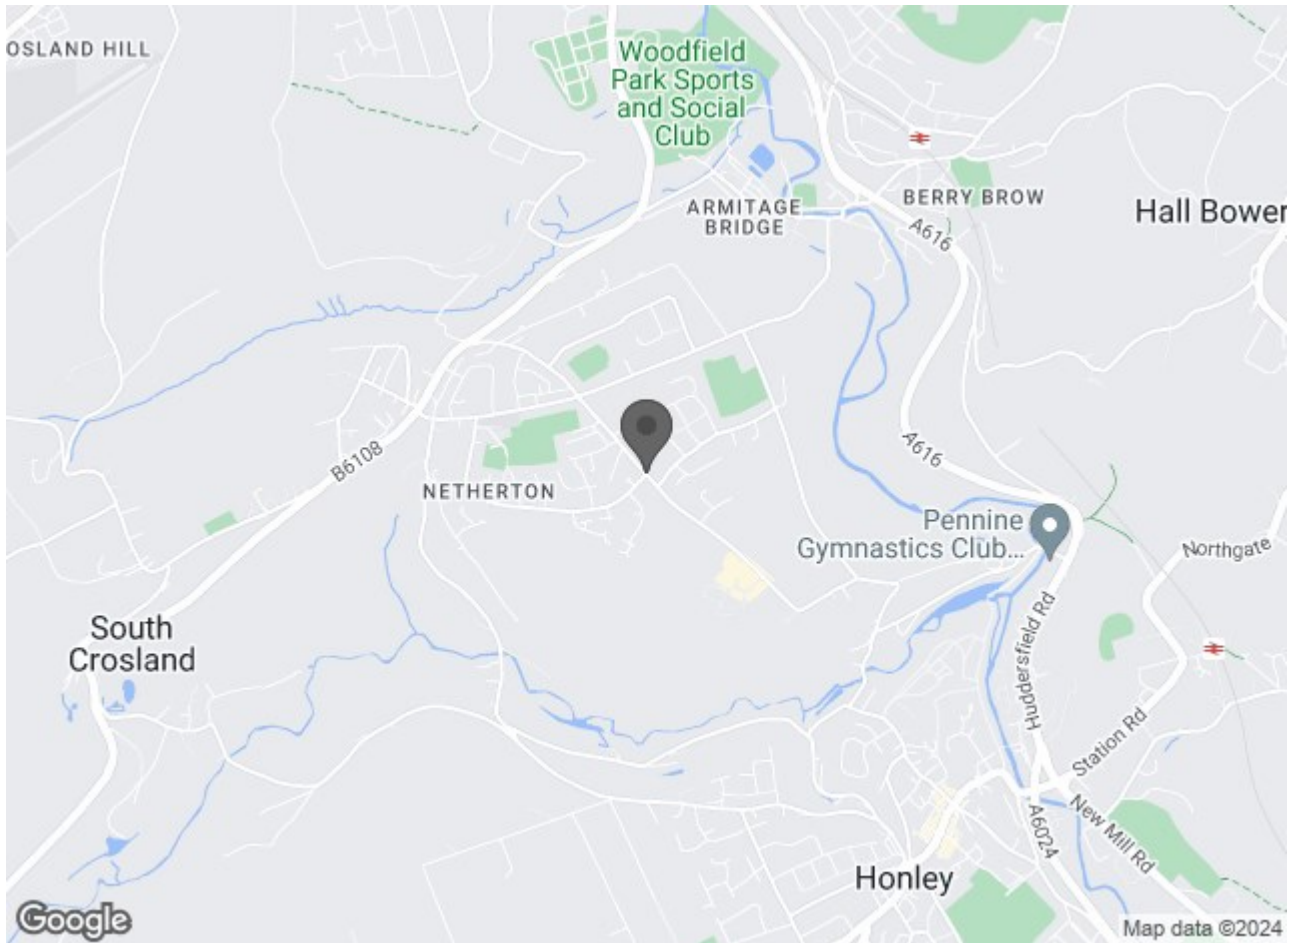 OSLAND HILL
Woodfield
Park Sports
and Social
Club
ARMITAGE
BRIDGE
BERRY BROW
A616
Hall Bower
B6108
NETHERTON
A616
Pennine
Gymnastics Club...
Northgate
South
Crosland
Huddersfield Rd
Station Rd
New Mill Rd
A6024
Honley
Google
Map data ©2024